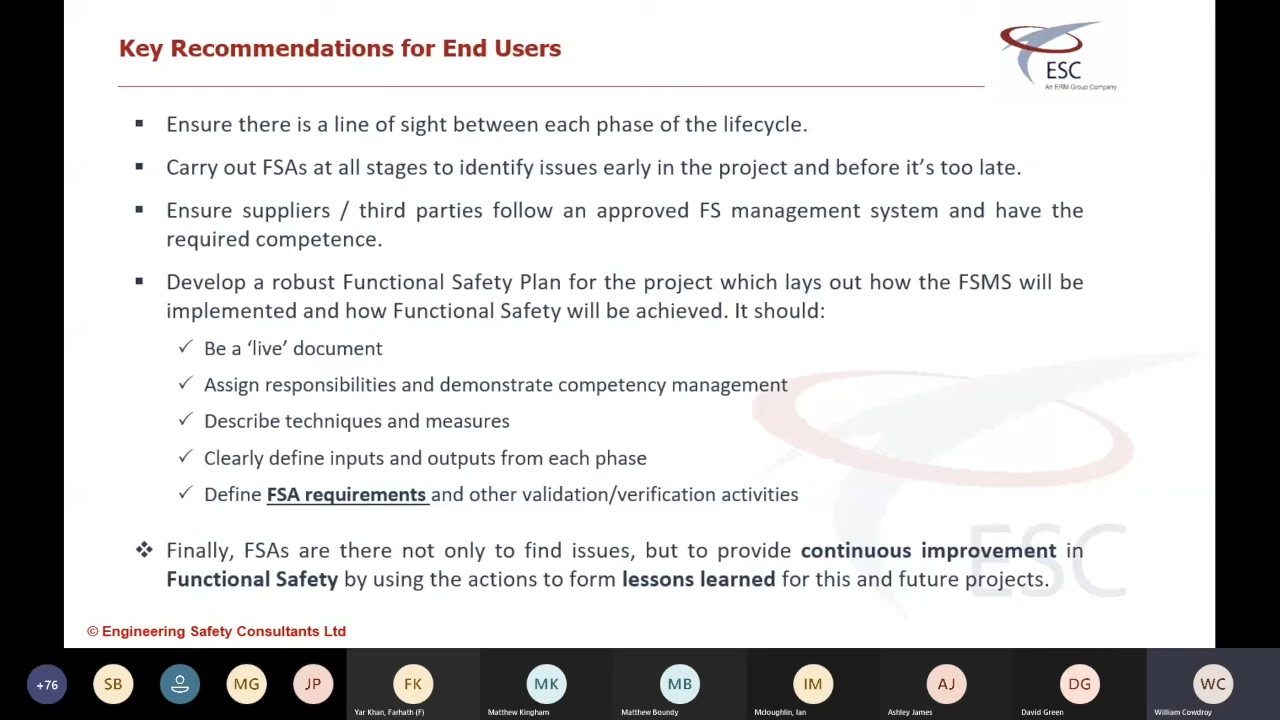 Key Recommendations for End Users
ESC
An ERM Group Company
▪ Ensure there is a line of sight between each phase of the lifecycle.
▪ Carry out FSAs at all stages to identify issues early in the project and before it’s too late.
▪ Ensure suppliers / third parties follow an approved FS management system and have the
required competence.
▪ Develop a robust Functional Safety Plan for the project which lays out how the FSMS will be
implemented and how Functional Safety will be achieved. It should:
✓ Be a ‘live’ document
✓ Assign responsibilities and demonstrate competency management
✓ Describe techniques and measures
✓ Clearly define inputs and outputs from each phase
✓ Define FSA requirements and other validation/verification activities
❖ Finally, FSAs are there not only to find issues, but to provide continuous improvement in
Functional Safety by using the actions to form lessons learned for this and future projects.
ESC
© Engineering Safety Consultants Ltd
+76 SB MG JP FK MK MB IM AJ DG WC
Yar Khan, Farhath (F) Matthew Kingham Matthew Boundy Mcloughlin, Ian Ashley James David Green William Cowdroy